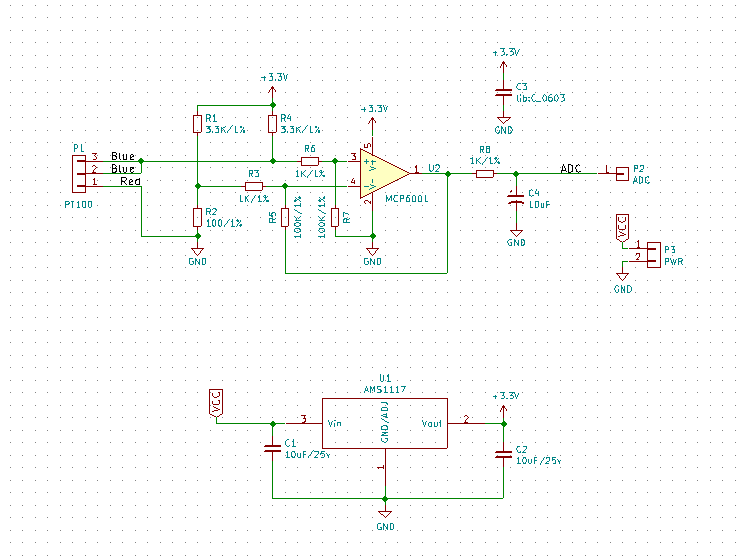 +3.3V
C3
lib:C_0603
GND
+3.3V
R1
3.3K/1%
R4
3.3K/1%
+3.3V
P1
3
2
1
Blue
Blue
Red
PT100
R6
1K/1%
R3
1K/1%
R2
100/1%
GND
R5
100K/1%
100K/1%
R7
3
4
5
2
1
+
V+
-
V-
U2
MCP6001
GND
R8
1K/1%
ADC
1
P2
ADC
C4
10uF
GND
VCC
1
2
P3
PWR
GND
U1
AMS1117
VCC
3
Vin
GND/ADJ
Vout
2
+3.3V
C1
10uF/25v
1
C2
10uF/25v
GND